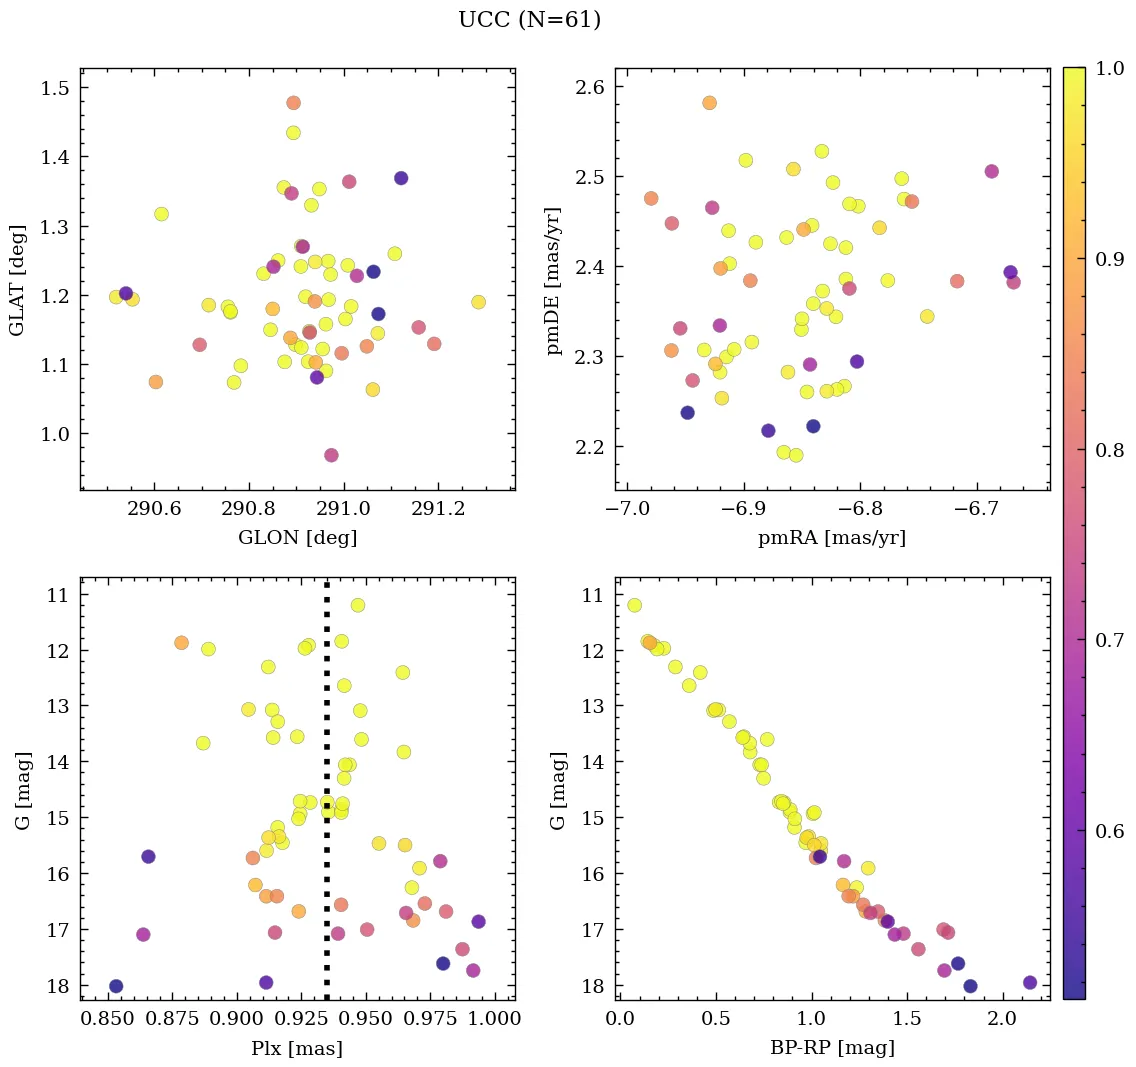 UCC (N=61)
1.5
1.4
1.3
1.2
1.1
1.0
GLAT [deg]
290.6 290.8 291.0 291.2
GLON [deg]
2.6
2.5
2.4
2.3
2.2
pmDE [mas/yr]
−7.0 −6.9 −6.8 −6.7
pmRA [mas/yr]
1.0
0.9
0.8
0.7
0.6
11
12
13
14
15
16
17
18
G [mag]
0.850 0.875 0.900 0.925 0.950 0.975 1.000
Plx [mas]
11
12
13
14
15
16
17
18
G [mag]
0.0 0.5 1.0 1.5 2.0
BP-RP [mag]